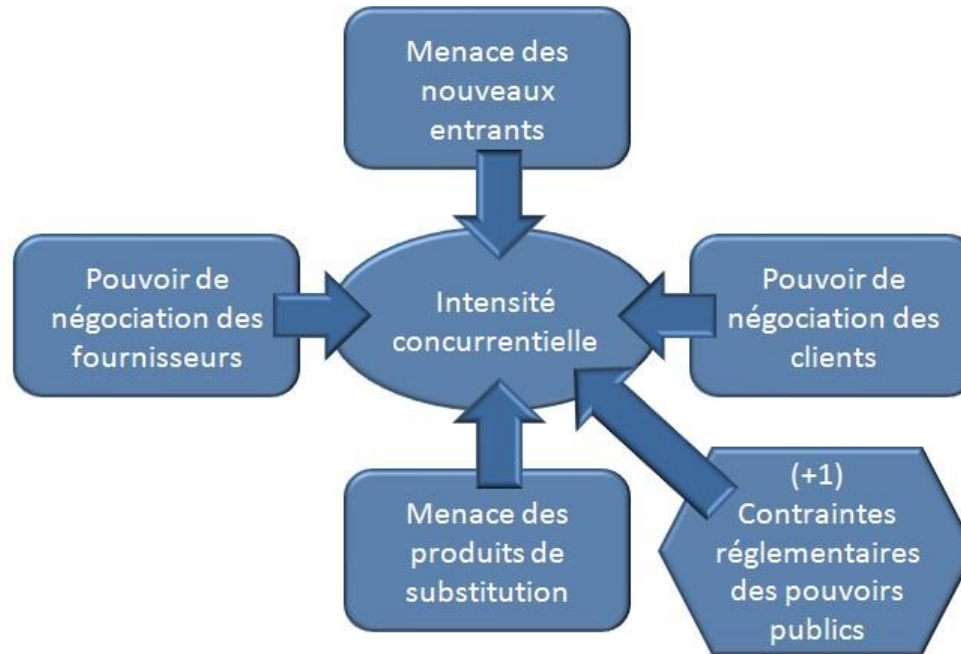 Menace des
nouveaux
entrants
Pouvoir de
négociation des
fournisseurs
Intensité
concurrentielle
Pouvoir de
négociation des
clients
Menace des
produits de
substitution
(+1)
Contraintes
réglementaires
des pouvoirs
publics